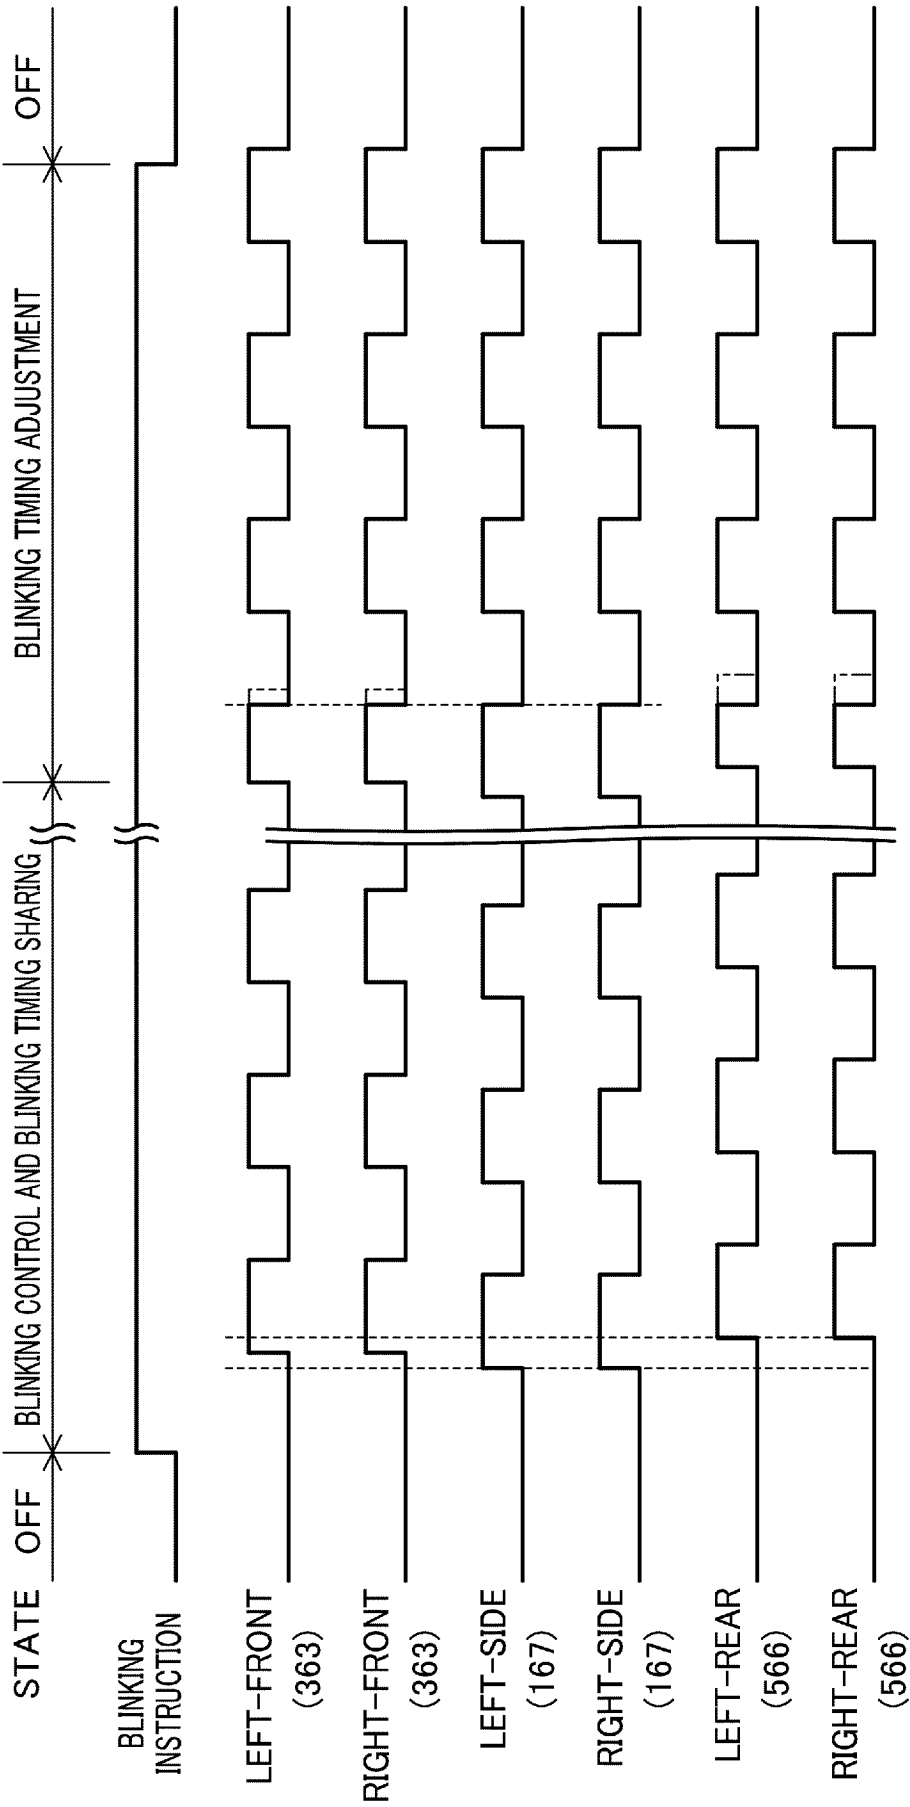 STATE
OFF
BLINKING CONTROL AND BLINKING TIMING SHARING
BLINKING TIMING ADJUSTMENT
OFF
BLINKING
INSTRUCTION
LEFT-FRONT
(363)
RIGHT-FRONT
(363)
LEFT-SIDE
(167)
RIGHT-SIDE
(167)
LEFT-REAR
(566)
RIGHT-REAR
(566)